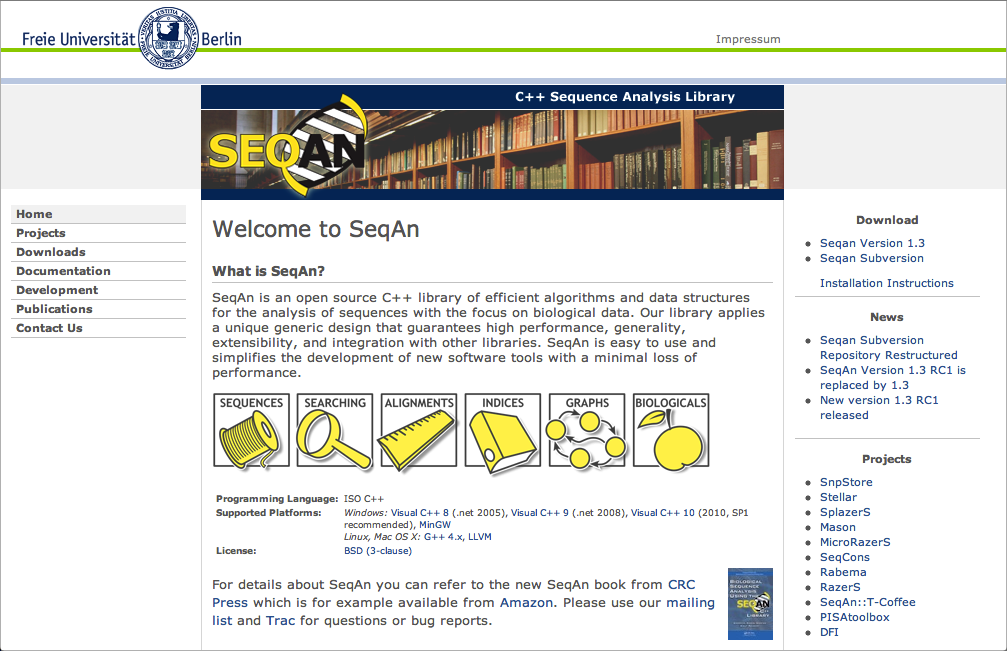 Freie Universität Berlin
Impressum
C++ Sequence Analysis Library
SEQAN
Home
Projects
Downloads
Documentation
Development
Publications
Contact Us
Welcome to SeqAn
What is SeqAn?
SeqAn is an open source C++ library of efficient algorithms and data structures
for the analysis of sequences with the focus on biological data. Our library applies
a unique generic design that guarantees high performance, generality,
extensibility, and integration with other libraries. SeqAn is easy to use and
simplifies the development of new software tools with a minimal loss of
performance.
SEQUENCES SEARCHING ALIGNMENTS INDICES GRAPHS BIOLOGICALS
Programming Language: ISO C++
Supported Platforms: Windows: Visual C++ 8 (.net 2005), Visual C++ 9 (.net 2008), Visual C++ 10 (2010, SP1
recommended), MinGW
Linux, Mac OS X: G++ 4.x, LLVM
License: BSD (3-clause)
For details about SeqAn you can refer to the new SeqAn book from CRC
Press which is for example available from Amazon. Please use our mailing
list and Trac for questions or bug reports.
BIOLOGICAL
SEQUENCE
ANALYSIS
USING THE
SEQAN
C++
LIBRARY
Download
Seqan Version 1.3
Seqan Subversion
Installation Instructions
News
Seqan Subversion
Repository Restructured
SeqAn Version 1.3 RC1 is
replaced by 1.3
New version 1.3 RC1
released
Projects
SnpStore
Stellar
SplazerS
Mason
MicroRazerS
SeqCons
Rabema
RazerS
SeqAn::T-Coffee
PISAtoolbox
DFI